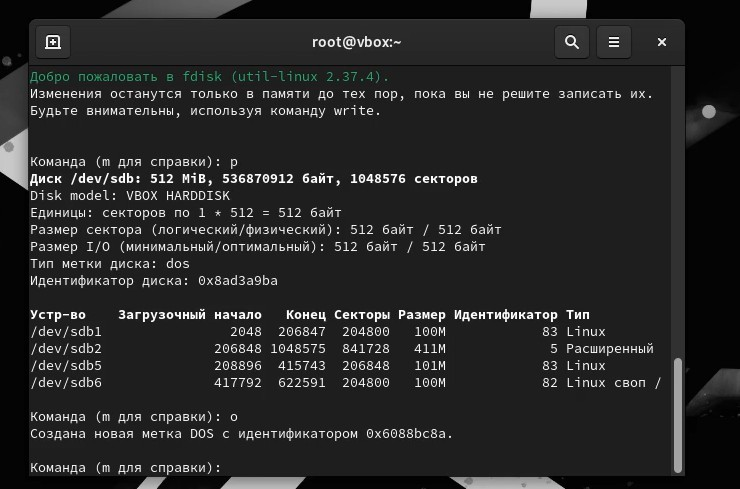 root@vbox:~
Добро пожаловать в fdisk (util-linux 2.37.4).
Изменения останутся только в памяти до тех пор, пока вы не решите записать их.
Будьте внимательны, используя команду write.
Команда (m для справки): p
Диск /dev/sdb: 512 MiB, 536870912 байт, 1048576 секторов
Disk model: VBOX HARDDISK
Единицы: секторов по 1 * 512 = 512 байт
Размер сектора (логический/физический): 512 байт / 512 байт
Размер I/O (минимальный/оптимальный): 512 байт / 512 байт
Тип метки диска: dos
Идентификатор диска: 0x8ad3a9ba
Устр-во Загрузочный начало Конец Секторы Размер Идентификатор Тип
/dev/sdb1 2048 206847 204800 100M 83 Linux
/dev/sdb2 206848 1048575 841728 411M 5 Расширенный
/dev/sdb5 208896 415743 206848 101M 83 Linux
/dev/sdb6 417792 622591 204800 100M 82 Linux своп /
Команда (m для справки): o
Создана новая метка DOS с идентификатором 0x6088bc8a.
Команда (m для справки):